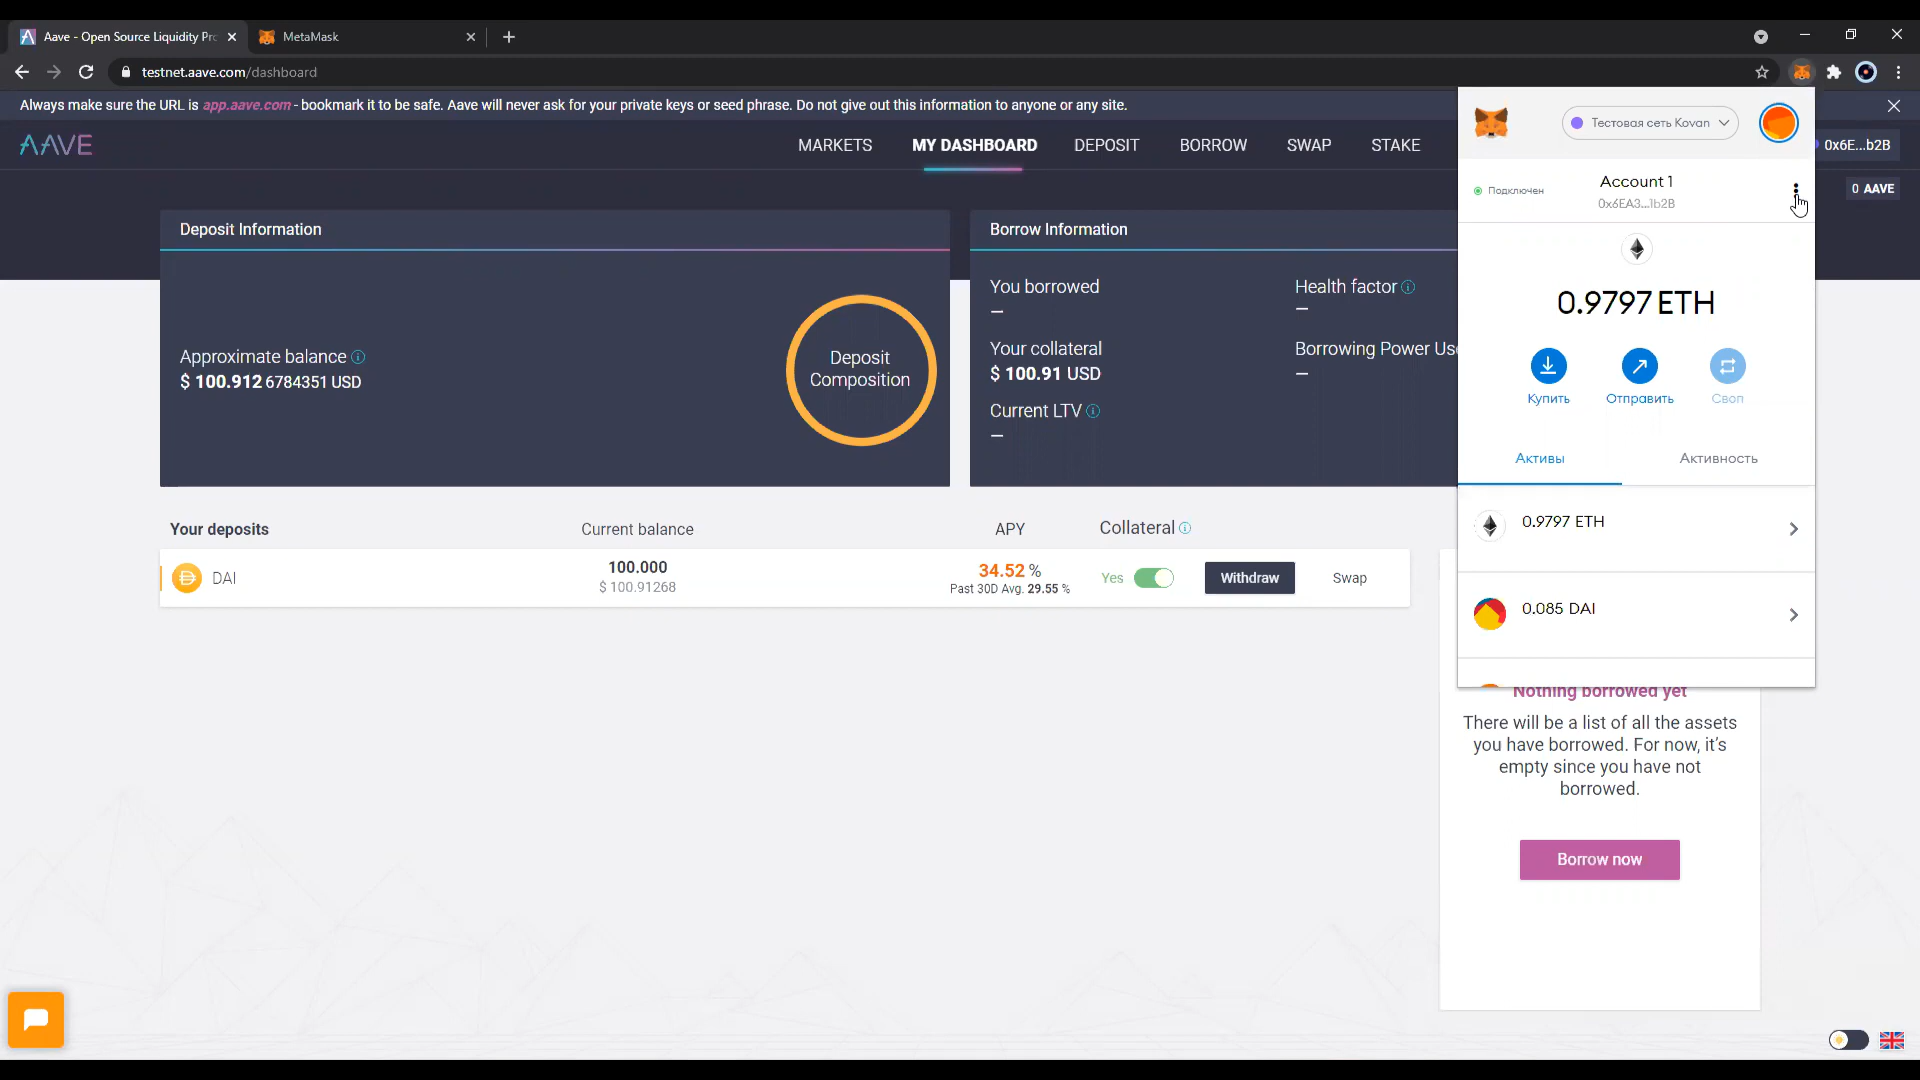 Aave - Open Source Liquidity Pro
MetaMask
testnet.aave.com/dashboard
Always make sure the URL is app.aave.com - bookmark it to be safe. Aave will never ask for your private keys or seed phrase. Do not give out this information to anyone or any site.
AAVE
MARKETS
MY DASHBOARD
DEPOSIT
BORROW
SWAP
STAKE
0x6E...b2B
0 AAVE
Тестовая сеть Kovan
Подключен
Account 1
0x6EA3...1b2B
0.9797 ETH
Купить
Отправить
Своп
Активы
Активность
0.9797 ETH
0.085 DAI
Deposit Information
Approximate balance
$ 100.912 6784351 USD
Deposit
Composition
Borrow Information
You borrowed
—
Health factor
—
Your collateral
$ 100.91 USD
Borrowing Power Use
—
Current LTV
—
Your deposits
Current balance
APY
Collateral
DAI
100.000
$ 100.91268
34.52 %
Past 30D Avg. 29.55 %
Yes
Withdraw
Swap
Nothing borrowed yet
There will be a list of all the assets
you have borrowed. For now, it's
empty since you have not
borrowed.
Borrow now